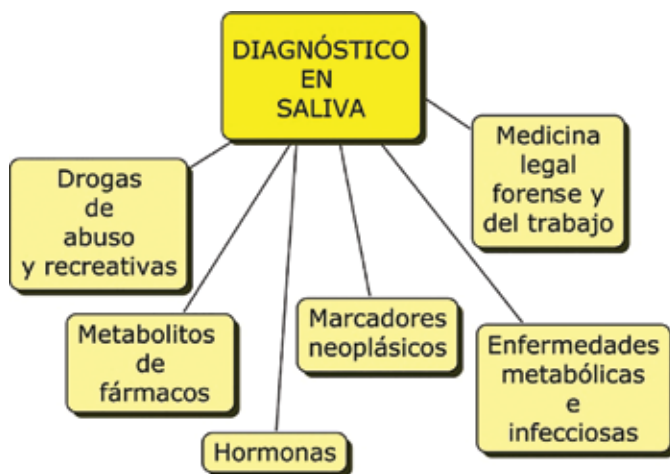 DIAGNÓSTICO
EN
SALIVA
Drogas
de
abuso
y recreativas
Metabolitos
de
fármacos
Hormonas
Marcadores
neoplásicos
Enfermedades
metabólicas
e
infecciosas
Medicina
legal
forense y
del trabajo